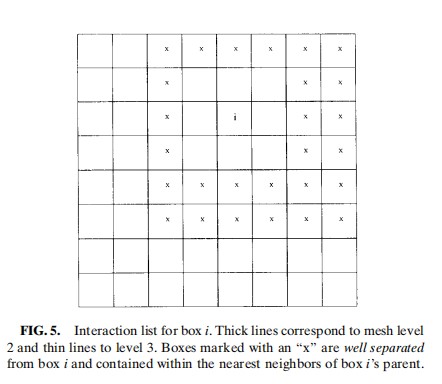 x x x x x x
x x x
x i x x
x x x
x x x x x x
x x x x x x
FIG. 5. Interaction list for box i. Thick lines correspond to mesh level
2 and thin lines to level 3. Boxes marked with an “x” are well separated
from box i and contained within the nearest neighbors of box i’s parent.